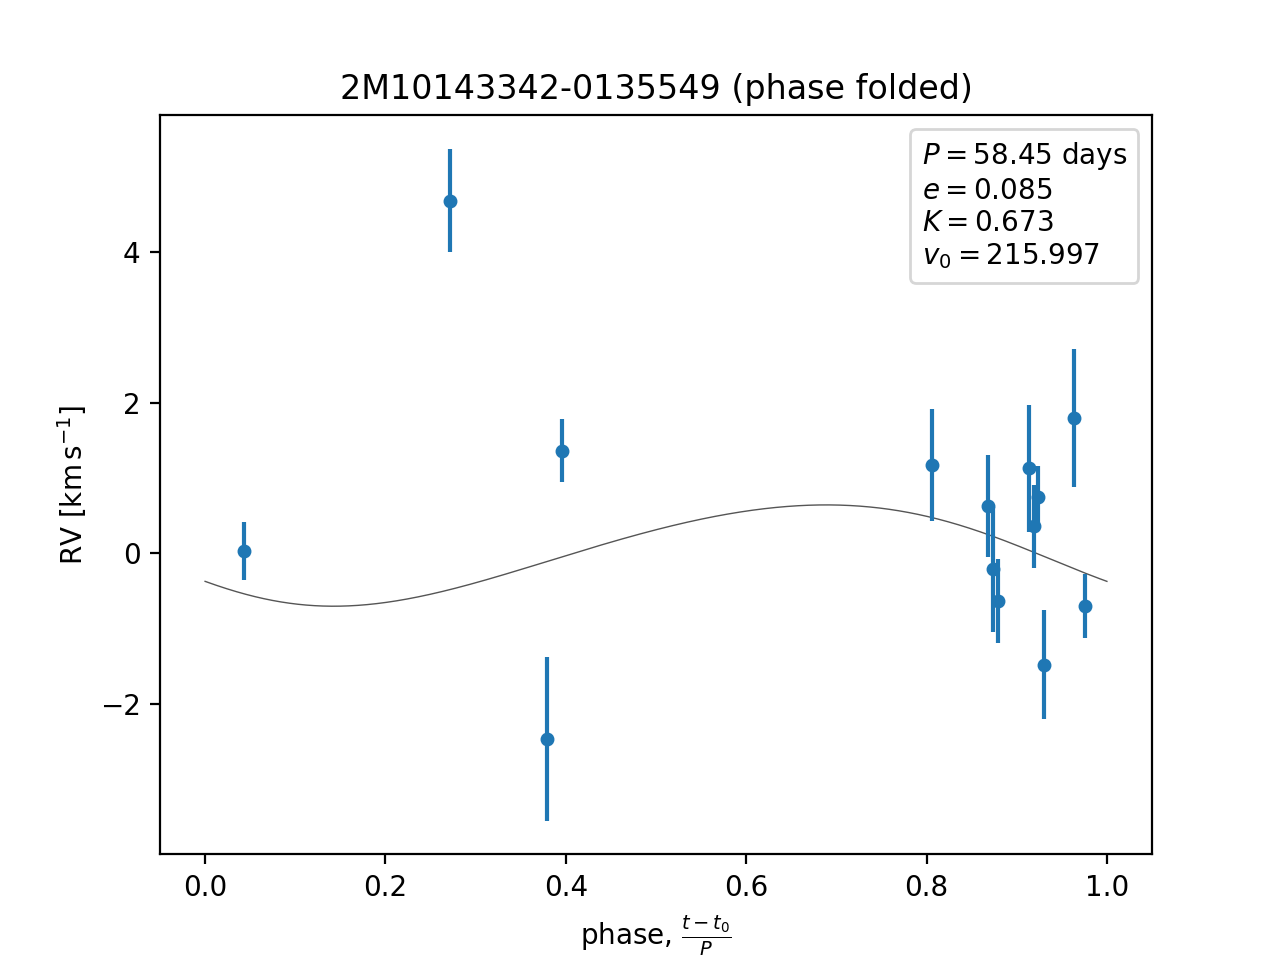 2M10143342-0135549 (phase folded)
P = 58.45 days
e = 0.085
K = 0.673
v₀ = 215.997
4
2
0
−2
RV [km s⁻¹]
0.0 0.2 0.4 0.6 0.8 1.0
phase, (t − t₀)/P